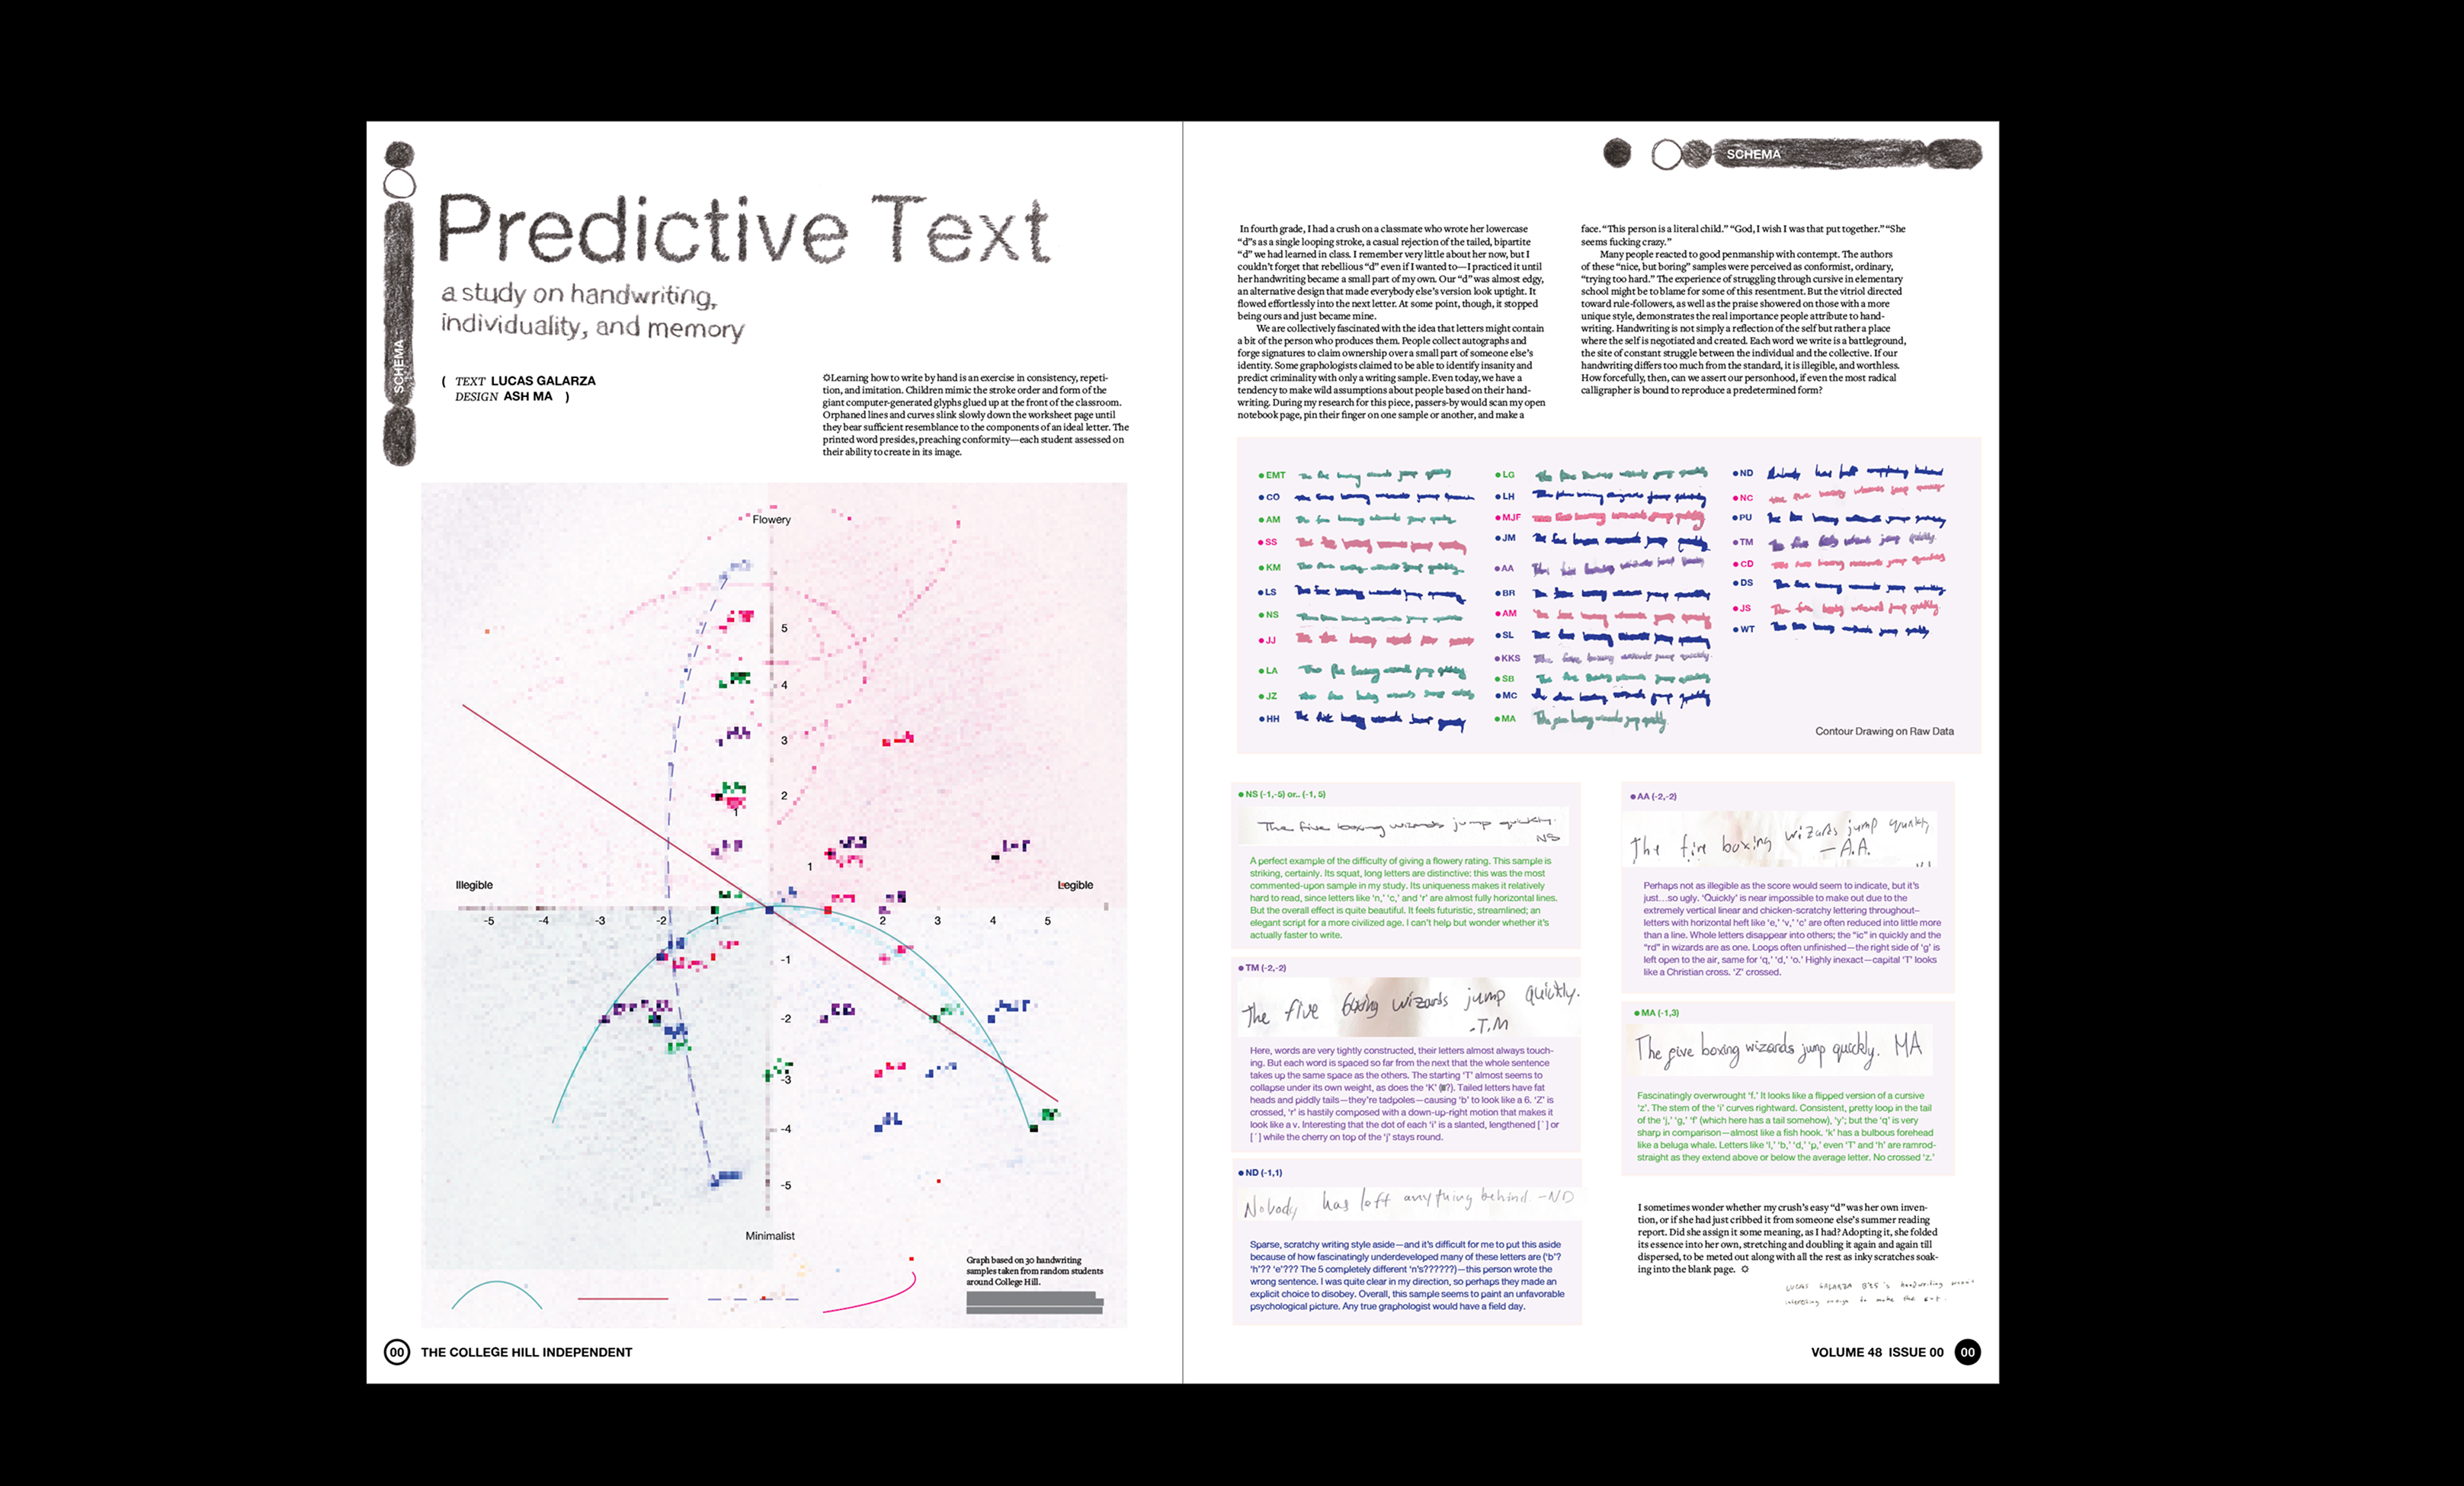 SCHEMA
Predictive Text
a study on handwriting,
individuality, and memory
( TEXT LUCAS GALARZA
DESIGN ASH MA )
✩Learning how to write by hand is an exercise in consistency, repeti-
tion, and imitation. Children mimic the stroke order and form of the
giant computer-generated glyphs glued up at the front of the classroom.
Orphaned lines and curves slink slowly down the worksheet page until
they bear sufficient resemblance to the components of an ideal letter. The
printed word presides, preaching conformity—each student assessed on
their ability to create in its image.
Flowery
5
4
3
2
1
1
Illegible
Legible
-5 -4 -3 -2 -1 2 3 4 5
-1
-2
-3
-4
-5
Minimalist
Graph based on 30 handwriting
samples taken from random students
around College Hill.
00 THE COLLEGE HILL INDEPENDENT
SCHEMA
In fourth grade, I had a crush on a classmate who wrote her lowercase
“d”s as a single looping stroke, a casual rejection of the tailed, bipartite
“d” we had learned in class. I remember very little about her now, but I
couldn’t forget that rebellious “d” even if I wanted to—I practiced it until
her handwriting became a small part of my own. Our “d” was almost edgy,
an alternative design that made everybody else’s version look uptight. It
flowed effortlessly into the next letter. At some point, though, it stopped
being ours and just became mine.
We are collectively fascinated with the idea that letters might contain
a bit of the person who produces them. People collect autographs and
forge signatures to claim ownership over a small part of someone else’s
identity. Some graphologists claimed to be able to identify insanity and
predict criminality with only a writing sample. Even today, we have a
tendency to make wild assumptions about people based on their hand-
writing. During my research for this piece, passers-by would scan my open
notebook page, pin their finger on one sample or another, and make a
face. “This person is a literal child.” “God, I wish I was that put together.” “She
seems fucking crazy.”
Many people reacted to good penmanship with contempt. The authors
of these “nice, but boring” samples were perceived as conformist, ordinary,
“trying too hard.” The experience of struggling through cursive in elementary
school might be to blame for some of this resentment. But the vitriol directed
toward rule-followers, as well as the praise showered on those with a more
unique style, demonstrates the real importance people attribute to hand-
writing. Handwriting is not simply a reflection of the self but rather a place
where the self is negotiated and created. Each word we write is a battleground,
the site of constant struggle between the individual and the collective. If our
handwriting differs too much from the standard, it is illegible, and worthless.
How forcefully, then, can we assert our personhood, if even the most radical
calligrapher is bound to reproduce a predetermined form?
EMT
CO
AM
SS
KM
LS
NS
JJ
LA
JZ
HH
LG
LH
MJF
JM
AA
BR
AM
SL
KKS
SB
MC
MA
ND
NC
PU
TM
CD
DS
JS
WT
Contour Drawing on Raw Data
NS (-1,-5) or.. (-1, 5)
The five boxing wizards jump quickly.
NS
A perfect example of the difficulty of giving a flowery rating. This sample is
striking, certainly. Its squat, long letters are distinctive: this was the most
commented-upon sample in my study. Its uniqueness makes it relatively
hard to read, since letters like ‘n,’ ‘c,’ and ‘r’ are almost fully horizontal lines.
But the overall effect is quite beautiful. It feels futuristic, streamlined; an
elegant script for a more civilized age. I can’t help but wonder whether it’s
actually faster to write.
TM (-2,-2)
The five boxing wizards jump quickly.
-T.M
Here, words are very tightly constructed, their letters almost always touch-
ing. But each word is spaced so far from the next that the whole sentence
takes up the same space as the others. The starting ‘T’ almost seems to
collapse under its own weight, as does the ‘K’ (#?). Tailed letters have fat
heads and piddly tails—they’re tadpoles—causing ‘b’ to look like a 6. ‘Z’ is
crossed, ‘r’ is hastily composed with a down-up-right motion that makes it
look like a v. Interesting that the dot of each ‘i’ is a slanted, lengthened [`] or
[´] while the cherry on top of the ‘j’ stays round.
ND (-1,1)
Nobody has loft anything behind. -ND
Sparse, scratchy writing style aside—and it’s difficult for me to put this aside
because of how fascinatingly underdeveloped many of these letters are (‘b’?
‘h’?? ‘e’??? The 5 completely different ‘n’s??????)—this person wrote the
wrong sentence. I was quite clear in my direction, so perhaps they made an
explicit choice to disobey. Overall, this sample seems to paint an unfavorable
psychological picture. Any true graphologist would have a field day.
AA (-2,-2)
The five boxing wizards jump quickly
—A.A.
Perhaps not as illegible as the score would seem to indicate, but it’s
just…so ugly. ‘Quickly’ is near impossible to make out due to the
extremely vertical linear and chicken-scratchy lettering throughout–
letters with horizontal heft like ‘e,’ ‘v,’ ‘c’ are often reduced into little more
than a line. Whole letters disappear into others; the “ic” in quickly and the
“rd” in wizards are as one. Loops often unfinished—the right side of ‘g’ is
left open to the air, same for ‘q,’ ‘d,’ ‘o.’ Highly inexact—capital ‘T’ looks
like a Christian cross. ‘Z’ crossed.
MA (-1,3)
The five boxing wizards jump quickly. MA
Fascinatingly overwrought ‘f.’ It looks like a flipped version of a cursive
‘z’. The stem of the ‘i’ curves rightward. Consistent, pretty loop in the tail
of the ‘j,’ ‘g,’ ‘f’ (which here has a tail somehow), ‘y’; but the ‘q’ is very
sharp in comparison—almost like a fish hook. ‘k’ has a bulbous forehead
like a beluga whale. Letters like ‘l,’ ‘b,’ ‘d,’ ‘p,’ even ‘T’ and ‘h’ are ramrod-
straight as they extend above or below the average letter. No crossed ‘z.’
I sometimes wonder whether my crush’s easy “d” was her own inven-
tion, or if she had just cribbed it from someone else’s summer reading
report. Did she assign it some meaning, as I had? Adopting it, she folded
its essence into her own, stretching and doubling it again and again till
dispersed, to be meted out along with all the rest as inky scratches soak-
ing into the blank page. ✩
LUCAS GALARZA B'25's handwriting wasn't
interesting enough to make the cut.
VOLUME 48 ISSUE 00 00